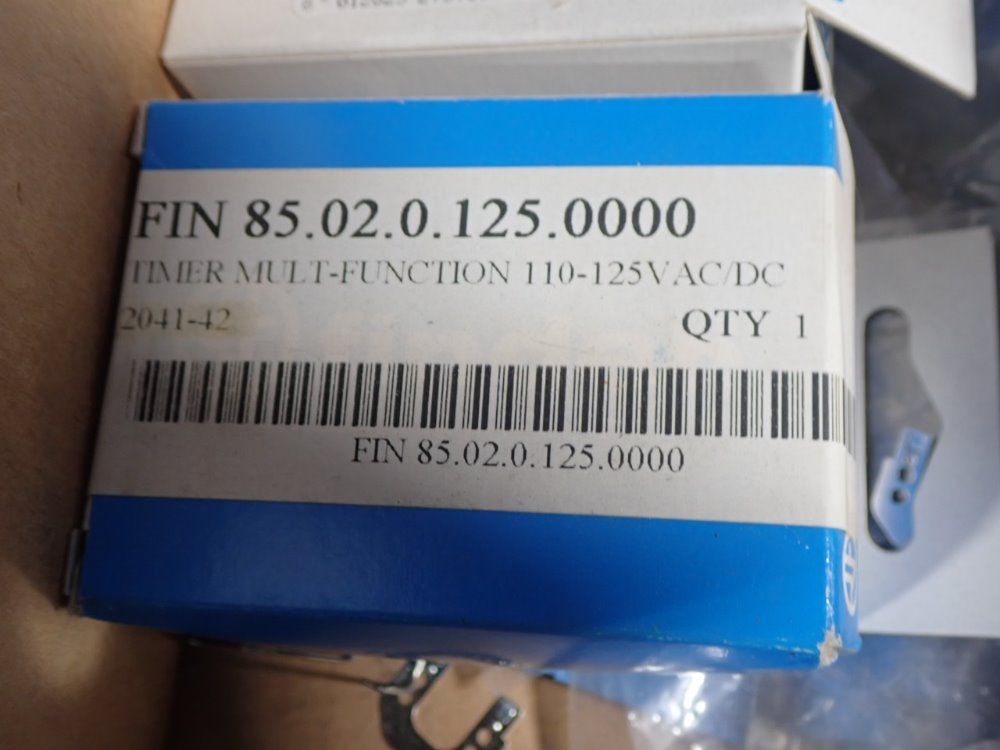 FIN 85.02.0.125.0000
TIMER MULT-FUNCTION 110-125VAC/DC
2041-42 QTY 1
FIN 85.02.0.125.0000